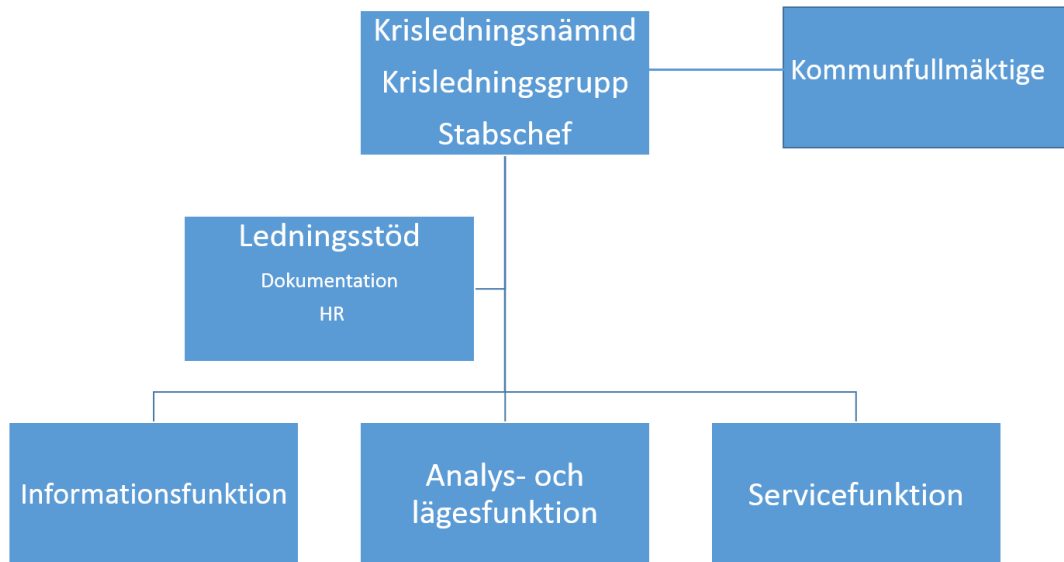 Krisledningsnämnd
Krisledningsgrupp
Stabschef
Kommunfullmäktige
Ledningsstöd
Dokumentation
HR
Informationsfunktion
Analys- och
lägesfunktion
Servicefunktion